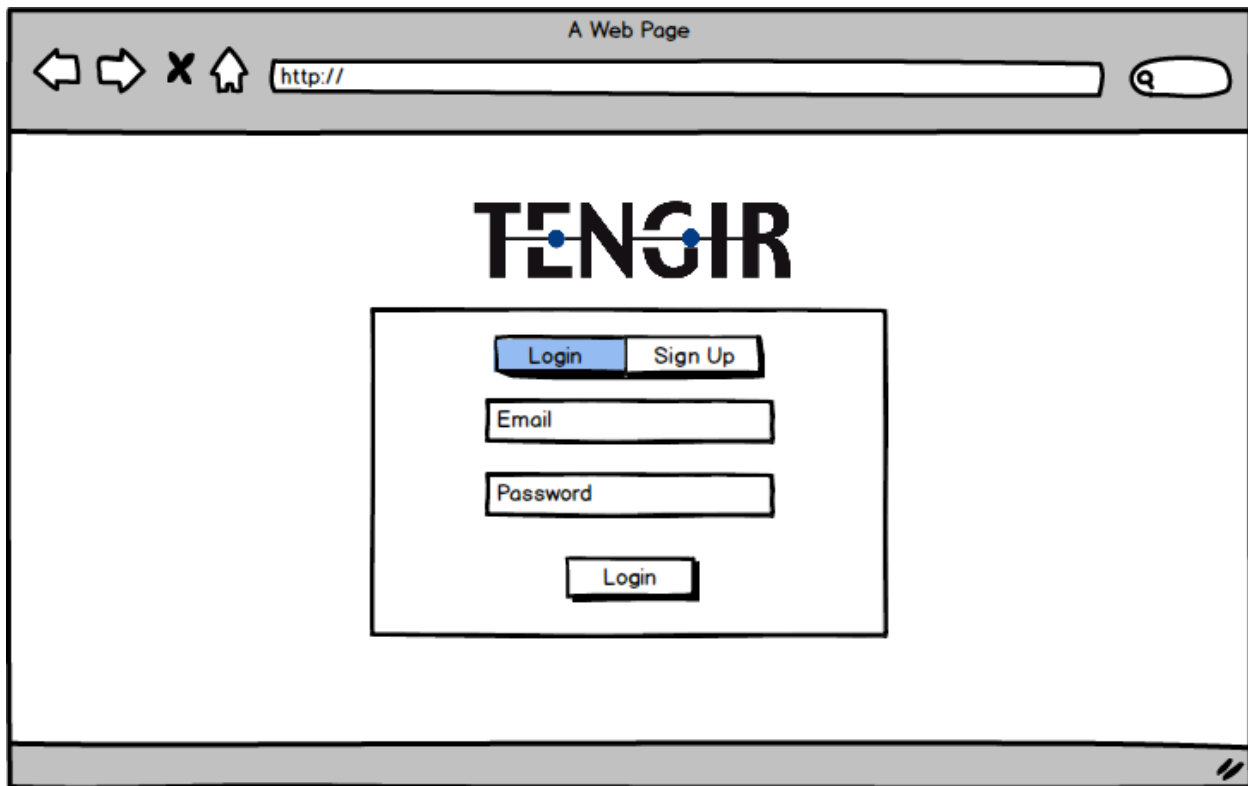 A Web Page
http://
TENGIR
Login Sign Up
Email
Password
Login